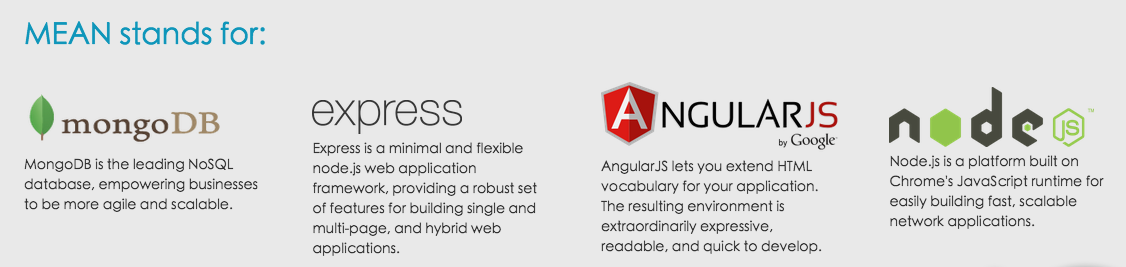 MEAN stands for:
mongoDB
MongoDB is the leading NoSQL
database, empowering businesses
to be more agile and scalable.
express
Express is a minimal and flexible
node.js web application
framework, providing a robust set
of features for building single and
multi-page, and hybrid web
applications.
ANGULARJS
by Google
AngularJS lets you extend HTML
vocabulary for your application.
The resulting environment is
extraordinarily expressive,
readable, and quick to develop.
node JS ™
Node.js is a platform built on
Chrome's JavaScript runtime for
easily building fast, scalable
network applications.